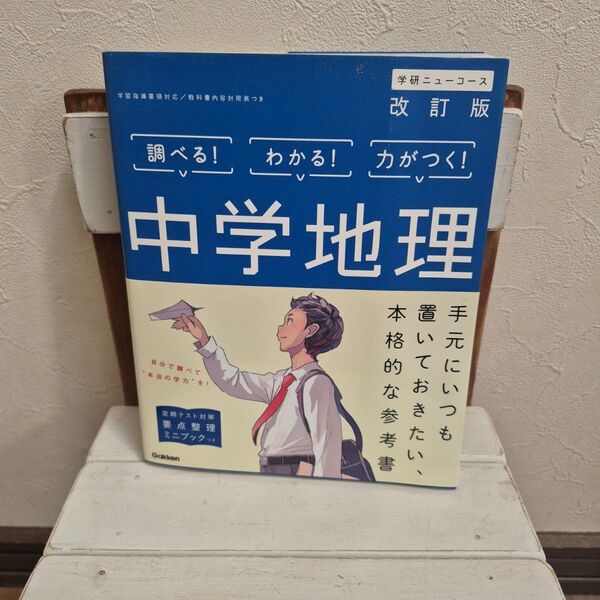 学研ニューコース
学習指導要領対応/教科書内容対照表つき
改訂版
調べる!
わかる!
力がつく!
中学地理
手元にいつも
置いておきたい、
本格的な参考書
自分で調べて
"本当の学力"を!
定期テスト対策
要点整理
ミニブックつき
Gakken